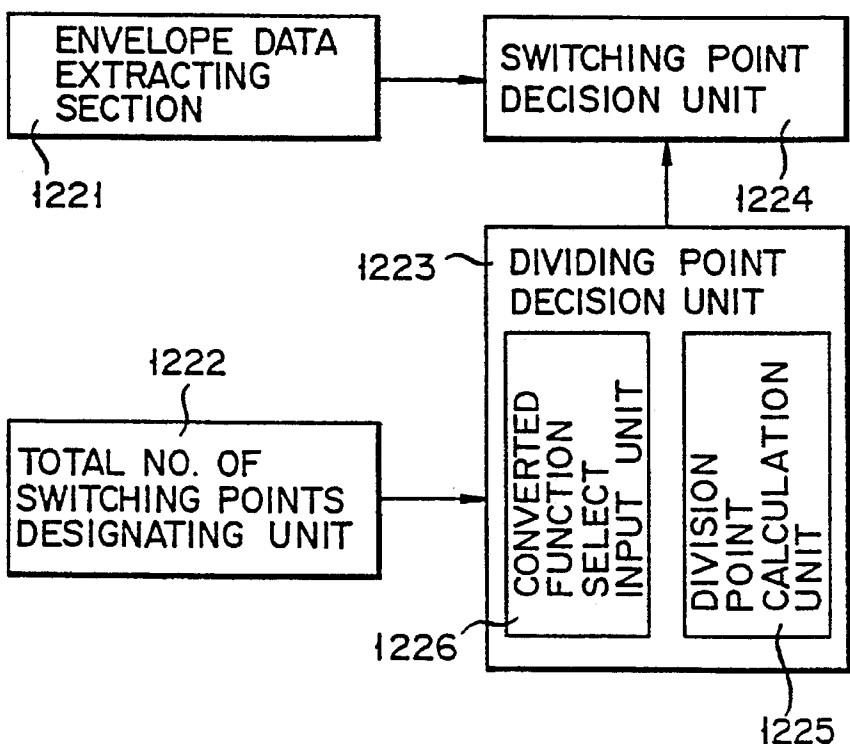 ENVELOPE DATA
EXTRACTING
SECTION
1221
SWITCHING POINT
DECISION UNIT
1224
1223
DIVIDING POINT
DECISION UNIT
1222
TOTAL NO. OF
SWITCHING POINTS
DESIGNATING UNIT
CONVERTED
FUNCTION
SELECT
INPUT UNIT
1226
DIVISION
POINT
CALCULATION
UNIT
1225